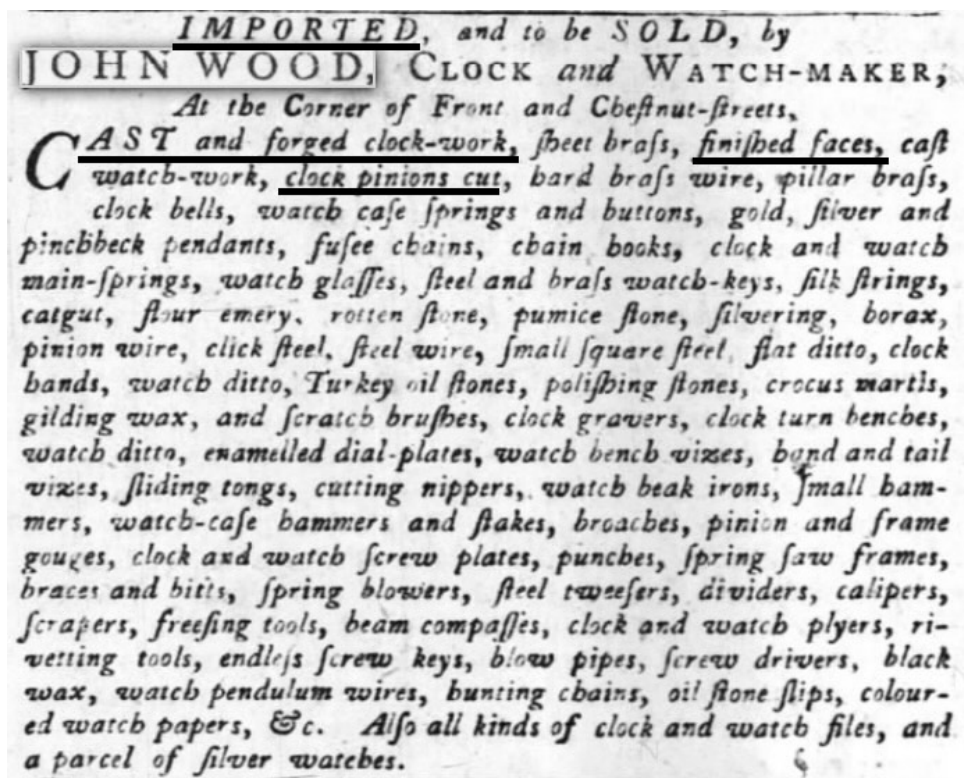 IMPORTED, and to be SOLD, by
JOHN WOOD, CLOCK and WATCH-MAKER,
At the Corner of Front and Cheſtnut-ſtreets,
CAST and forged clock-work, ſheet braſs, finiſhed faces, caſt
watch-work, clock pinions cut, hard braſs wire, pillar braſs,
clock bells, watch caſe ſprings and buttons, gold, ſilver and
pinchbeck pendants, fuſee chains, chain hooks, clock and watch
main-ſprings, watch glaſſes, ſteel and braſs watch-keys, ſilk ſtrings,
catgut, flour emery, rotten ſtone, pumice ſtone, ſilvering, borax,
pinion wire, click ſteel, ſteel wire, ſmall ſquare ſteel, flat ditto, clock
hands, watch ditto, Turkey oil ſtones, poliſhing ſtones, crocus martis,
gilding wax, and ſcratch bruſhes, clock gravers, clock turn benches,
watch ditto, enamelled dial-plates, watch bench vizes, hand and tail
vizes, ſliding tongs, cutting nippers, watch beak irons, ſmall ham-
mers, watch-caſe hammers and ſtakes, broaches, pinion and frame
gouges, clock and watch ſcrew plates, punches, ſpring ſaw frames,
braces and bitts, ſpring blowers, ſteel tweeſers, dividers, calipers,
ſcrapers, freeſing tools, beam compaſſes, clock and watch plyers, ri-
vetting tools, endleſs ſcrew keys, blow pipes, ſcrew drivers, black
wax, watch pendulum wires, hunting chains, oil ſtone ſlips, colour-
ed watch papers, &c. Alſo all kinds of clock and watch files, and
a parcel of ſilver watches.